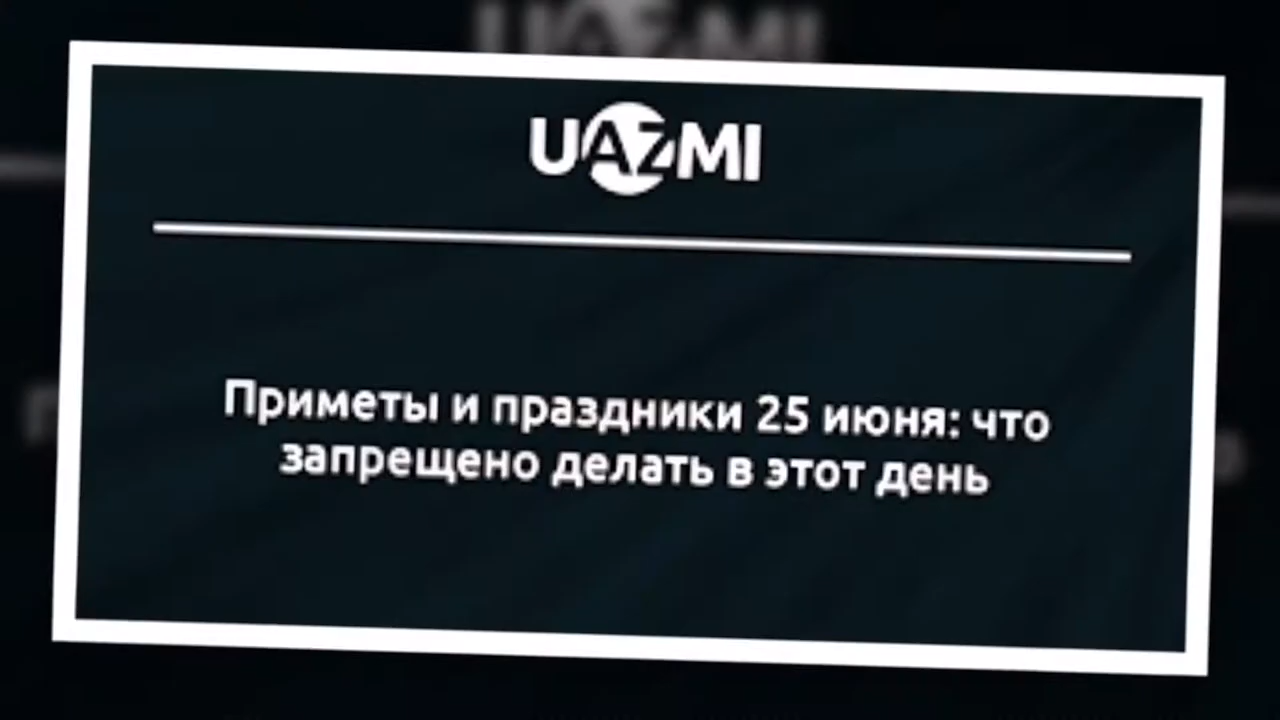 UAZMI
Приметы и праздники 25 июня: что
запрещено делать в этот день